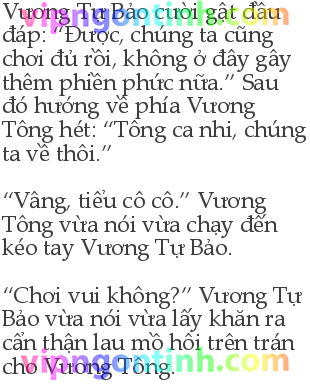 Vương Tự Bảo cười gật đầu
đáp: “Được, chúng ta cũng
chơi đủ rồi, không ở đây gây
thêm phiền phức nữa.” Sau
đó hướng về phía Vương
Tông hét: “Tông ca nhi, chúng
ta về thôi.”
“Vâng, tiểu cô cô.” Vương
Tông vừa nói vừa chạy đến
kéo tay Vương Tự Bảo.
“Chơi vui không?” Vương Tự
Bảo vừa nói vừa lấy khăn ra
cẩn thận lau mồ hôi trên trán
cho Vương Tông.
vipngontinh.com
vipngontinh.com